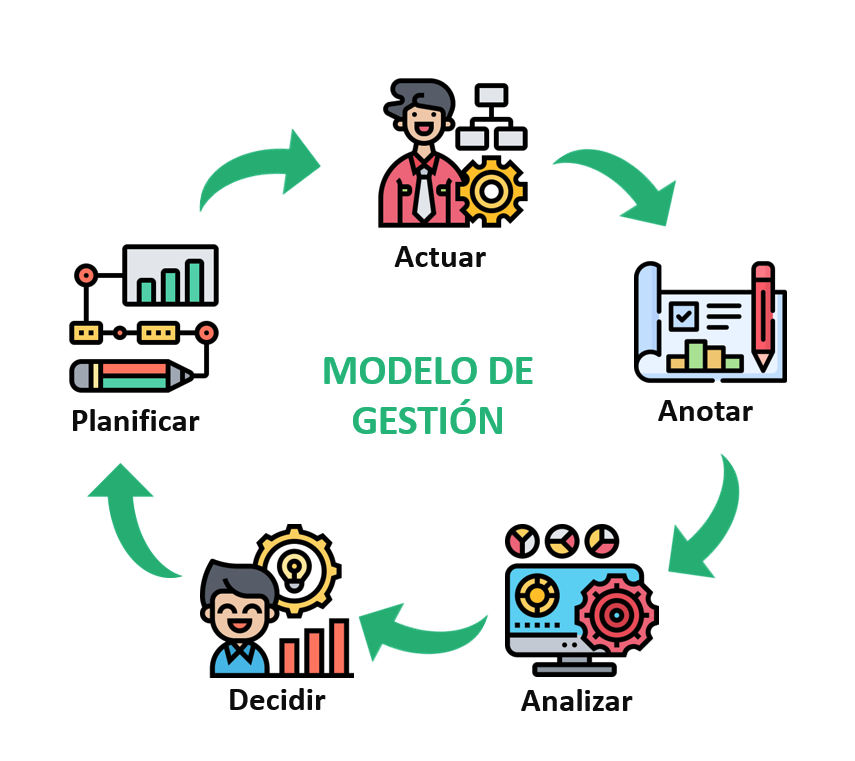 Actuar
Anotar
Analizar
Decidir
Planificar
MODELO DE
GESTIÓN